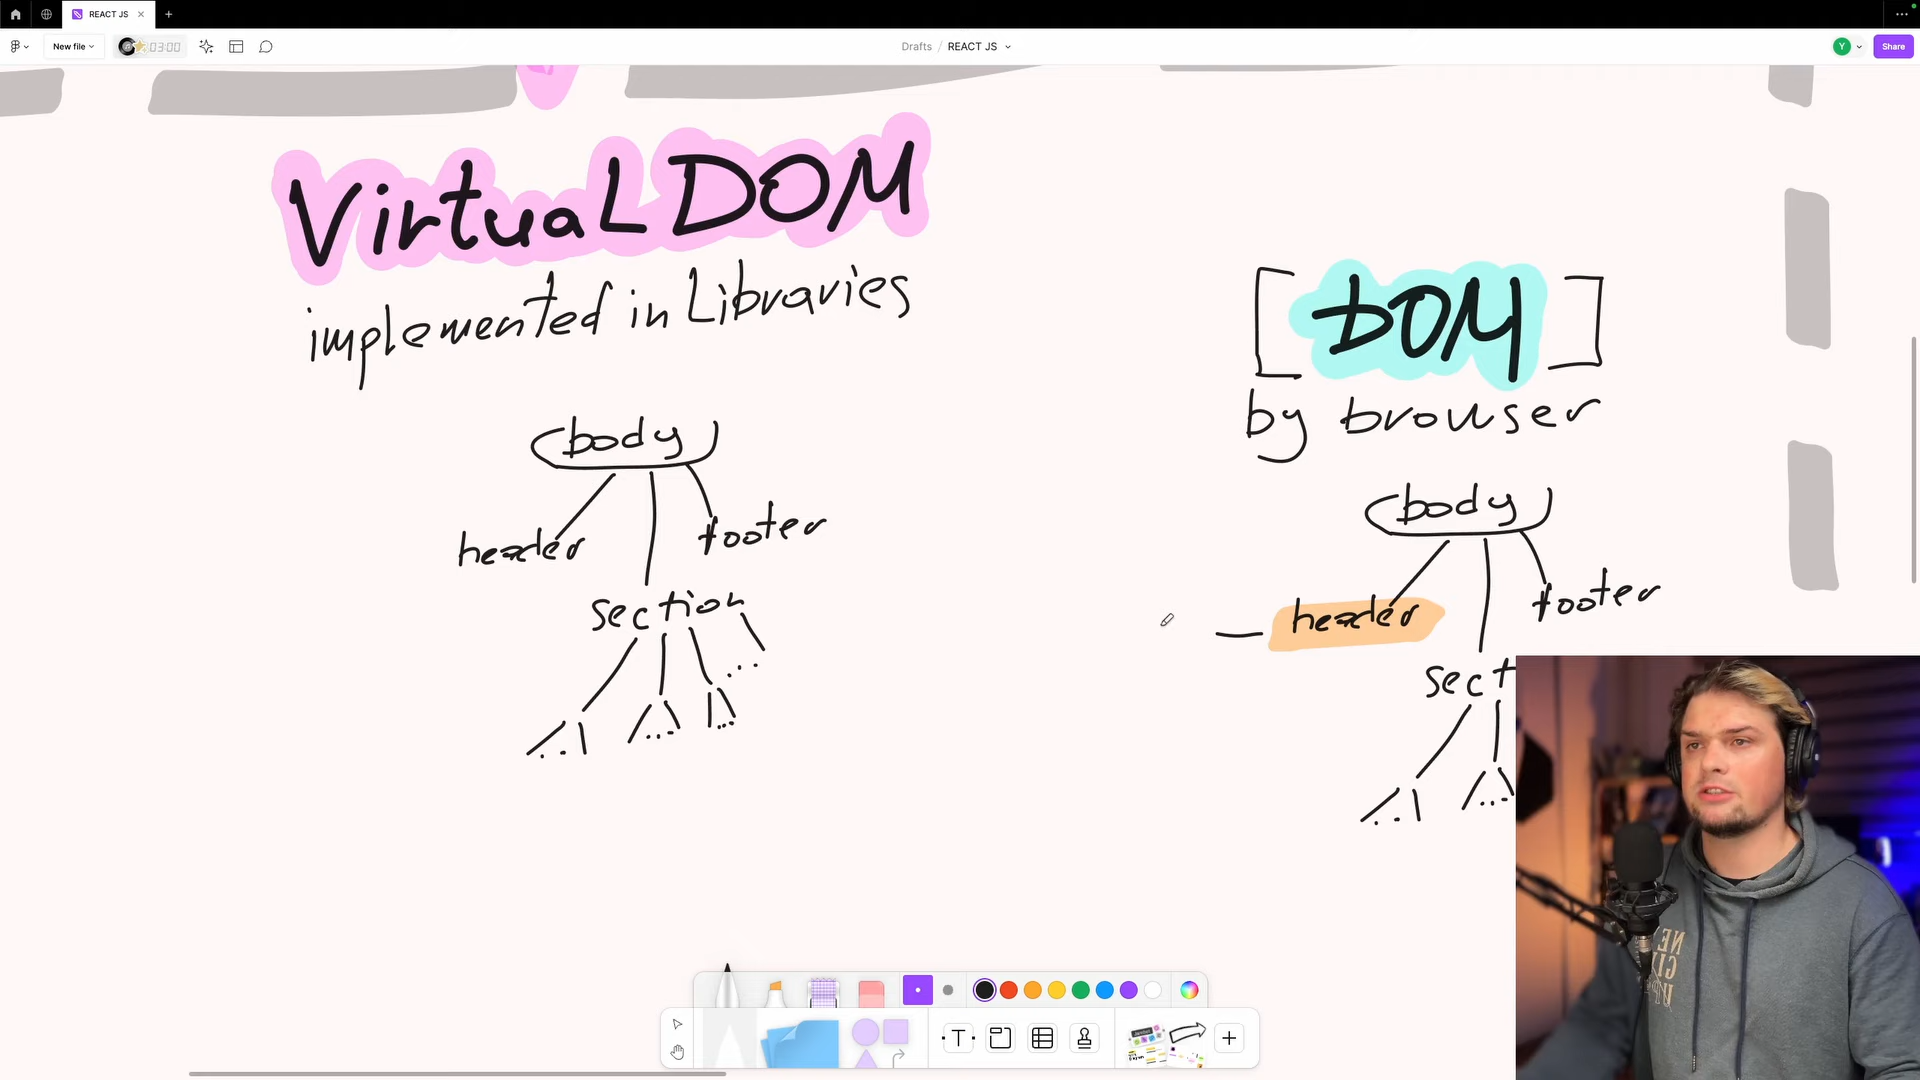 REACT JS
New file
03:00
Drafts / REACT JS
Y
Share
VirtuaL DOM
implemented in Libraries
[DOM]
by browser
body
header
footer
section
body
header
footer
sect
T